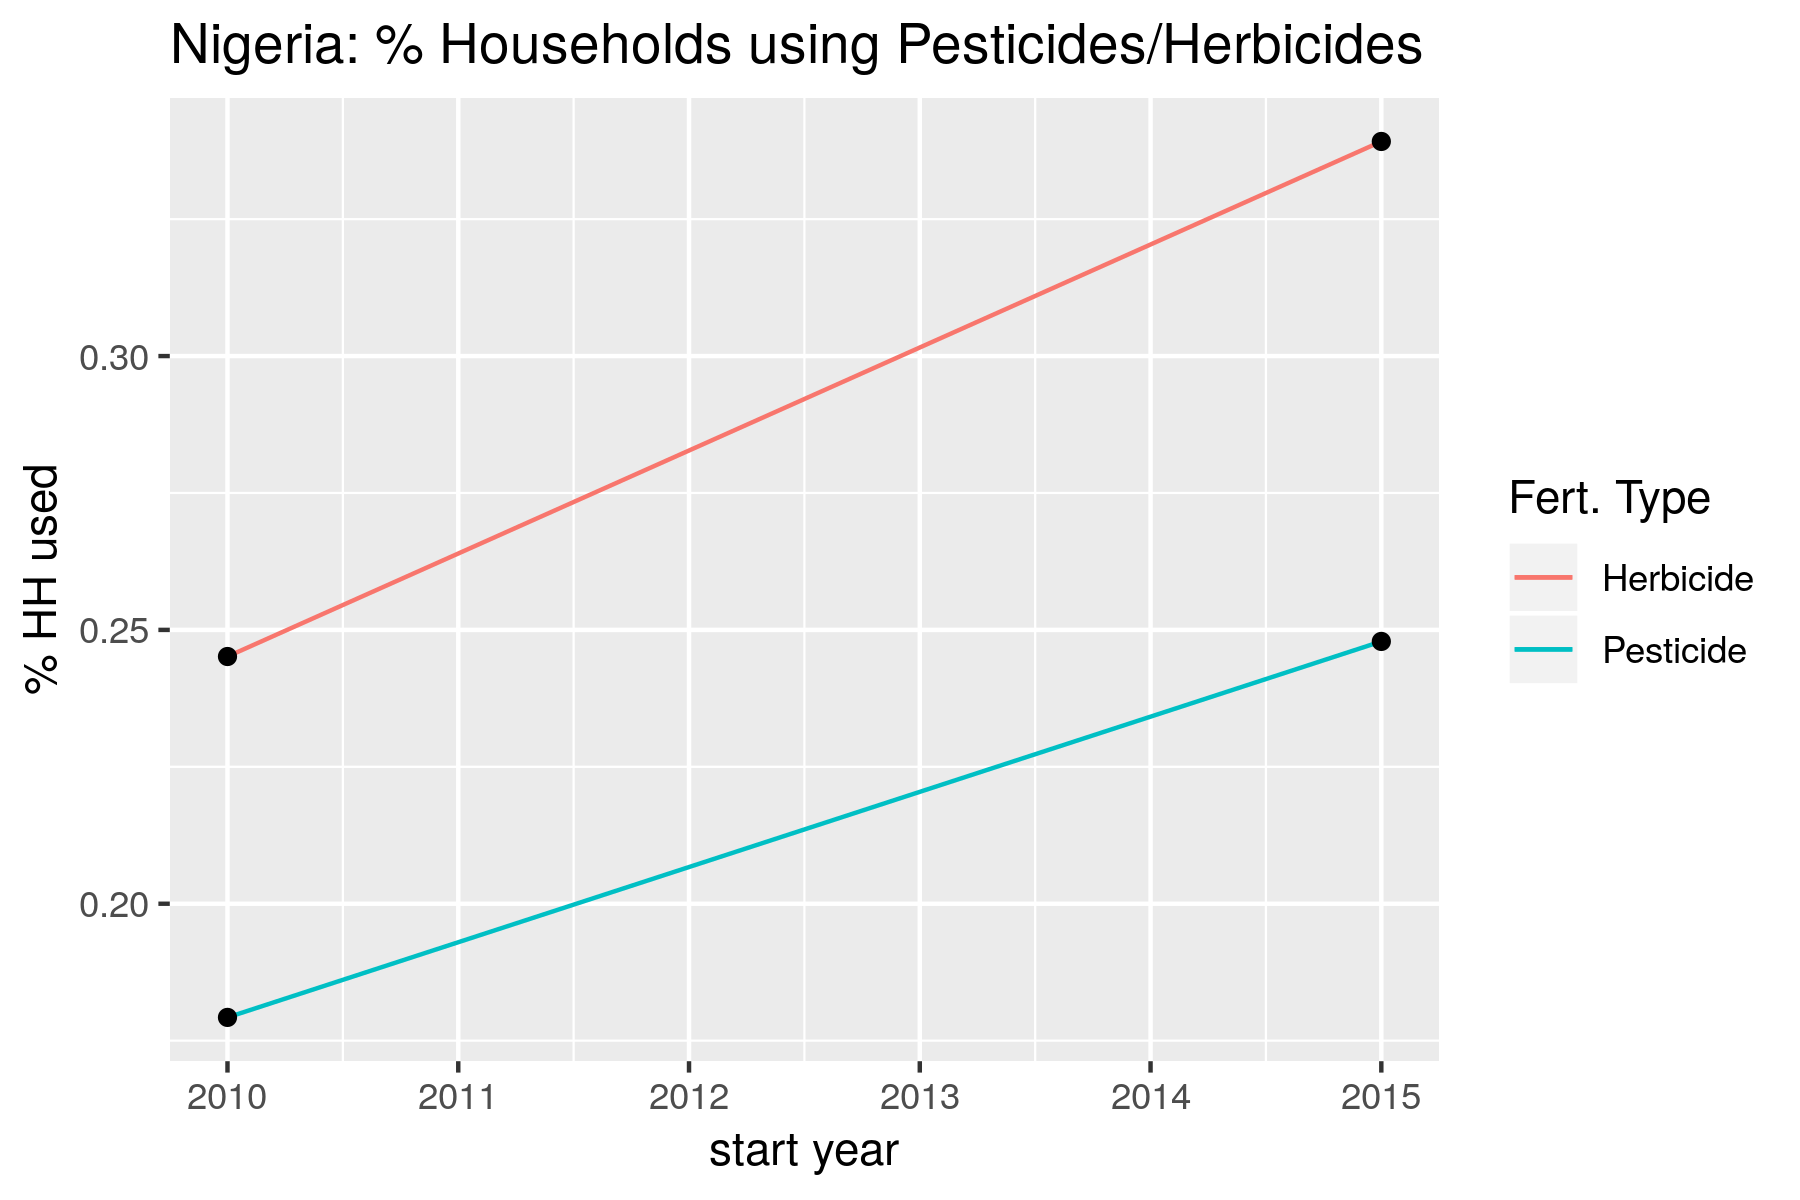 Nigeria: % Households using Pesticides/Herbicides
% HH used
0.30
0.25
0.20
2010 2011 2012 2013 2014 2015
start year
Fert. Type
Herbicide
Pesticide